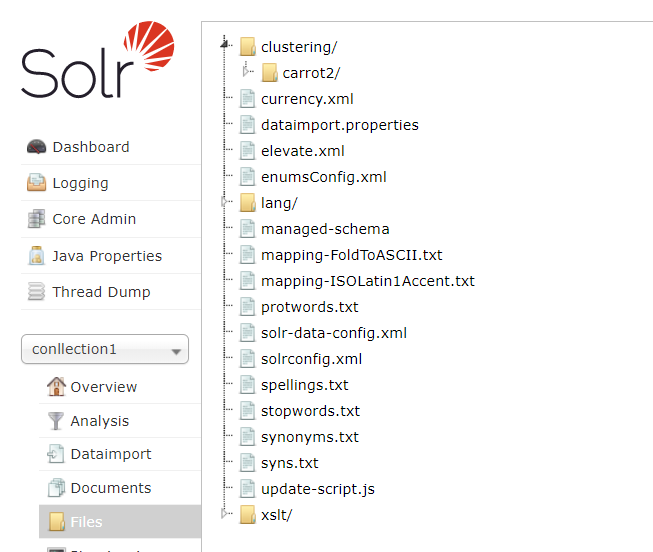 Solr
Dashboard
Logging
Core Admin
Java Properties
Thread Dump
conllection1
Overview
Analysis
Dataimport
Documents
Files
clustering/
carrot2/
currency.xml
dataimport.properties
elevate.xml
enumsConfig.xml
lang/
managed-schema
mapping-FoldToASCII.txt
mapping-ISOLatin1Accent.txt
protwords.txt
solr-data-config.xml
solrconfig.xml
spellings.txt
stopwords.txt
synonyms.txt
syns.txt
update-script.js
xslt/